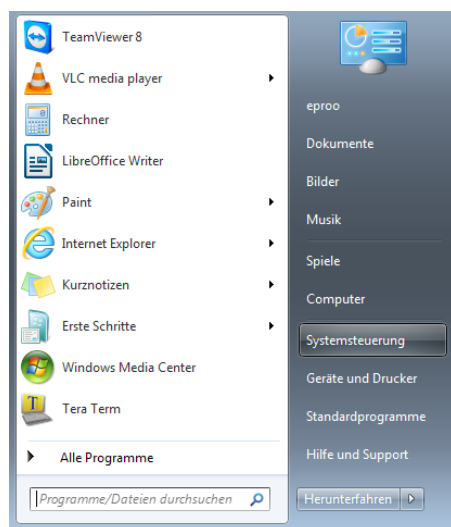 TeamViewer 8
VLC media player
Rechner
LibreOffice Writer
Paint
Internet Explorer
Kurznotizen
Erste Schritte
Windows Media Center
Tera Term
Alle Programme
Programme/Dateien durchsuchen
eproo
Dokumente
Bilder
Musik
Spiele
Computer
Systemsteuerung
Geräte und Drucker
Standardprogramme
Hilfe und Support
Herunterfahren